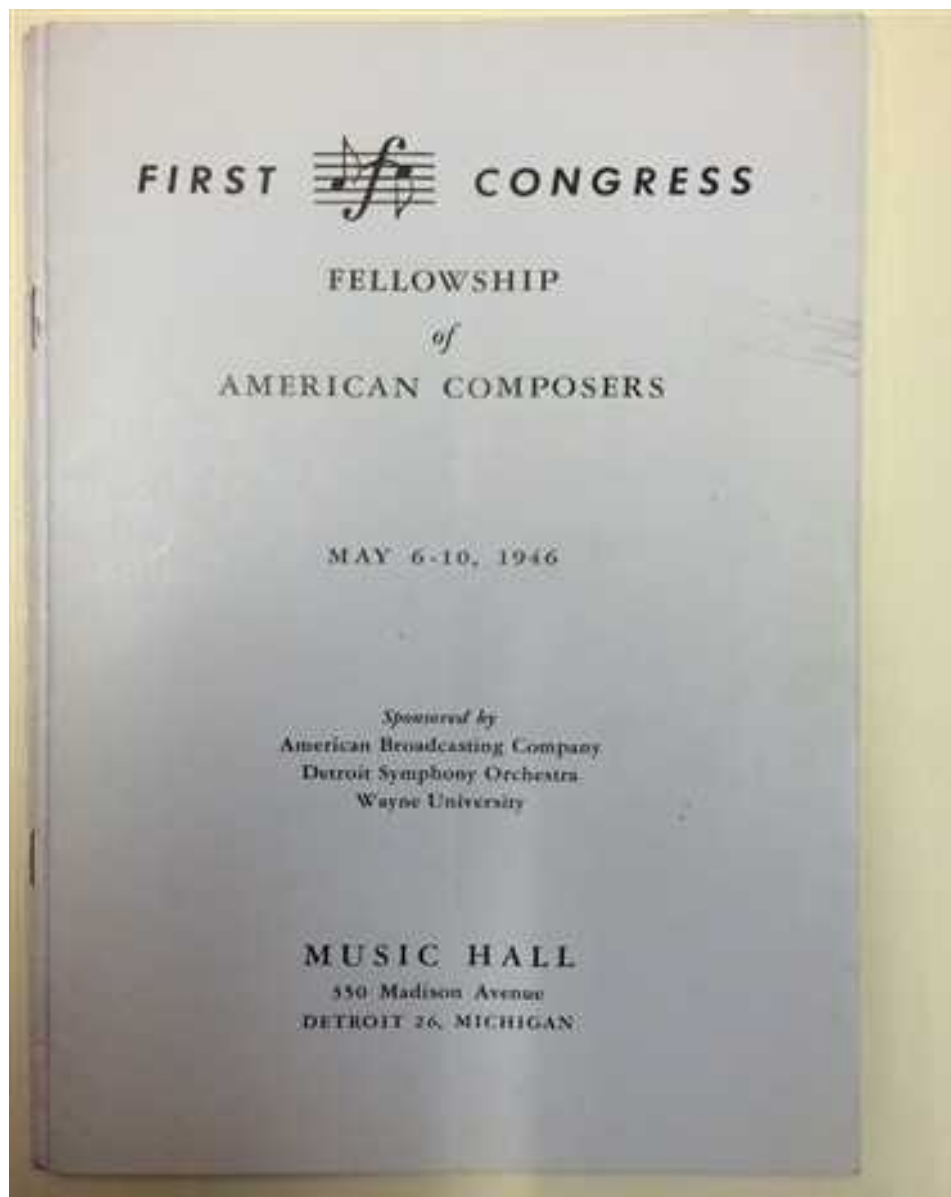 FIRST CONGRESS
FELLOWSHIP
of
AMERICAN COMPOSERS
MAY 6-10, 1946
Sponsored by
American Broadcasting Company
Detroit Symphony Orchestra
Wayne University
MUSIC HALL
350 Madison Avenue
DETROIT 26, MICHIGAN